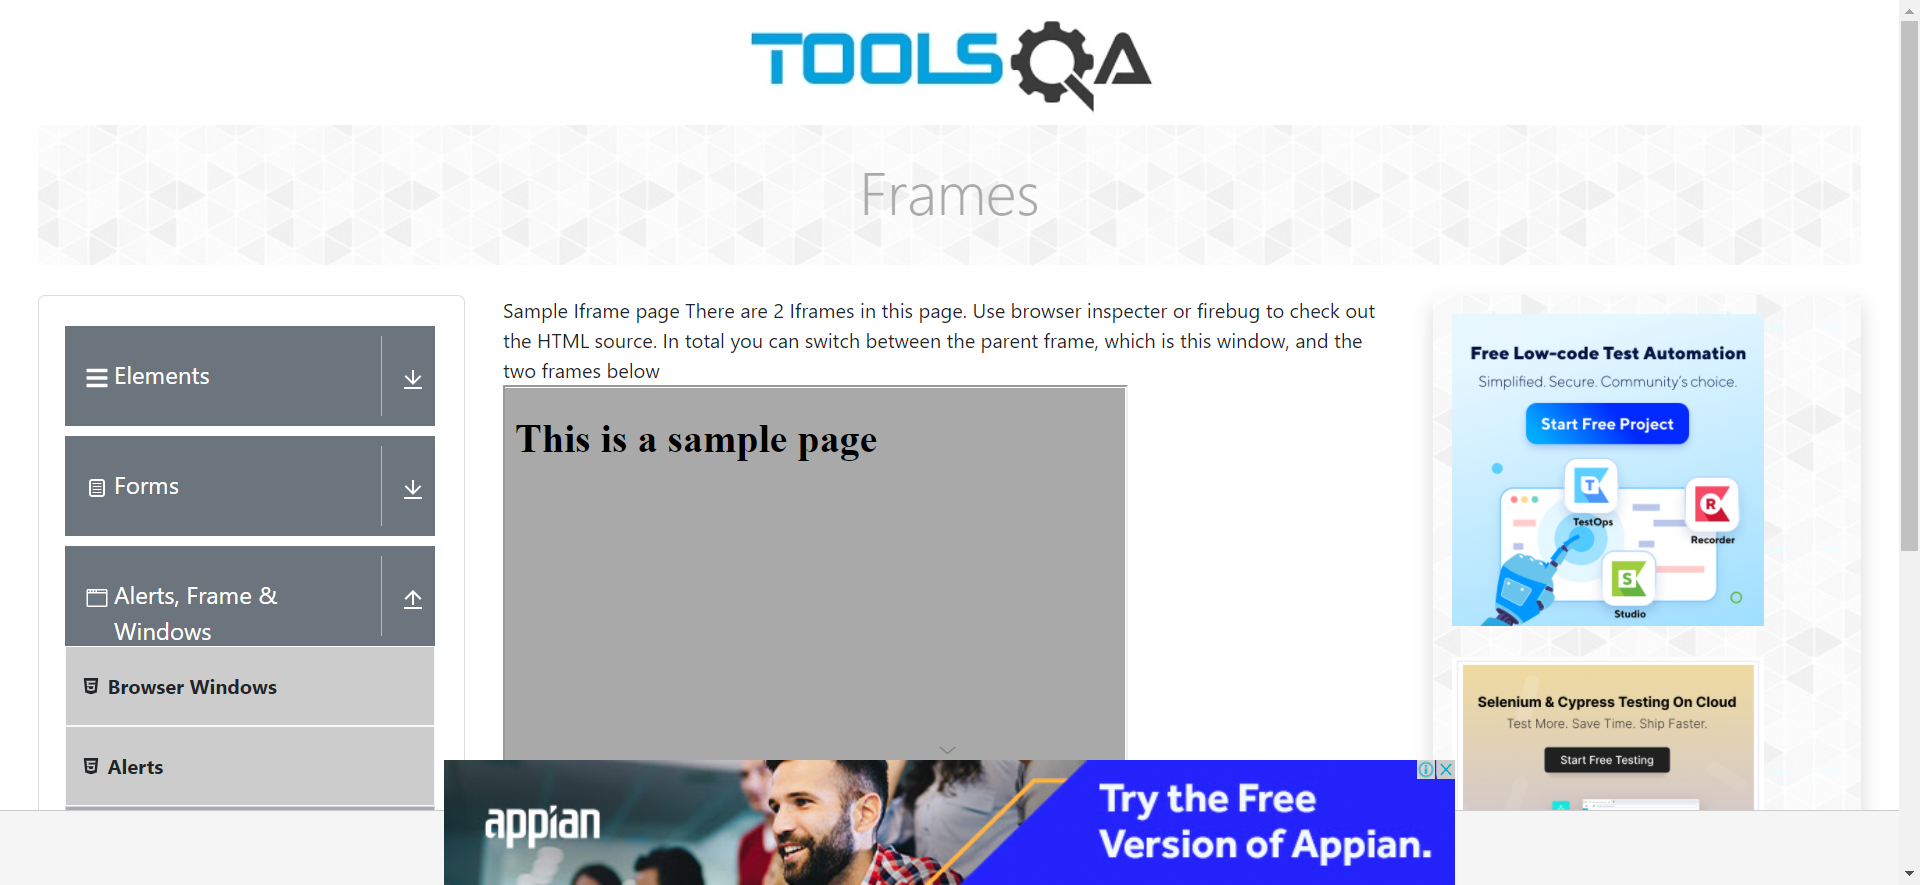 TOOLSQA
Frames
Elements
Forms
Alerts, Frame &
Windows
Browser Windows
Alerts
Sample Iframe page There are 2 Iframes in this page. Use browser inspecter or firebug to check out
the HTML source. In total you can switch between the parent frame, which is this window, and the
two frames below
This is a sample page
Free Low-code Test Automation
Simplified. Secure. Community's choice.
Start Free Project
T
TestOps
R
Recorder
S
Studio
Selenium & Cypress Testing On Cloud
Test More. Save Time. Ship Faster.
Start Free Testing
appian
Try the Free
Version of Appian.